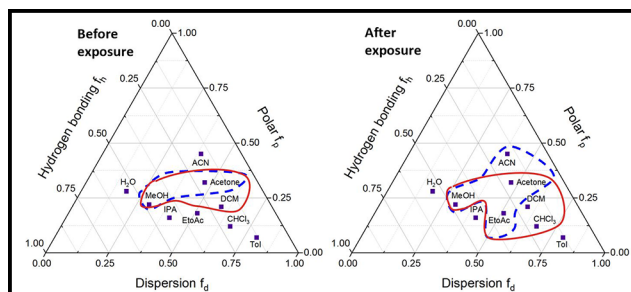 Before exposure
0.00
1.00
0.25
0.75
0.50
0.50
0.75
0.25
1.00
0.00
0.00
0.25
0.50
0.75
1.00
Hydrogen bonding fh
Polar fp
Dispersion fd
ACN
H2O
Acetone
MeOH
DCM
IPA
EtoAc
CHCl3
Tol
After exposure
0.00
1.00
0.25
0.75
0.50
0.50
0.75
0.25
1.00
0.00
0.00
0.25
0.50
0.75
1.00
Hydrogen bonding fh
Polar fp
Dispersion fd
ACN
H2O
Acetone
MeOH
DCM
IPA
EtoAc
CHCl3
Tol